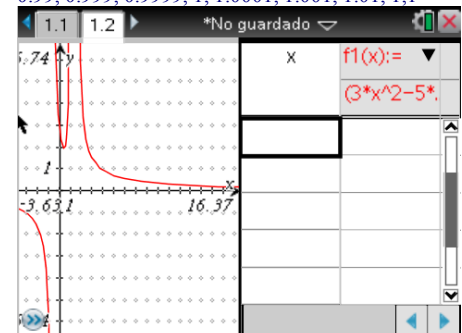 1.1 1.2 *No guardado
5.74 y
x f1(x):=
(3*x^2-5*.
1
x
-3.63 1 16.37